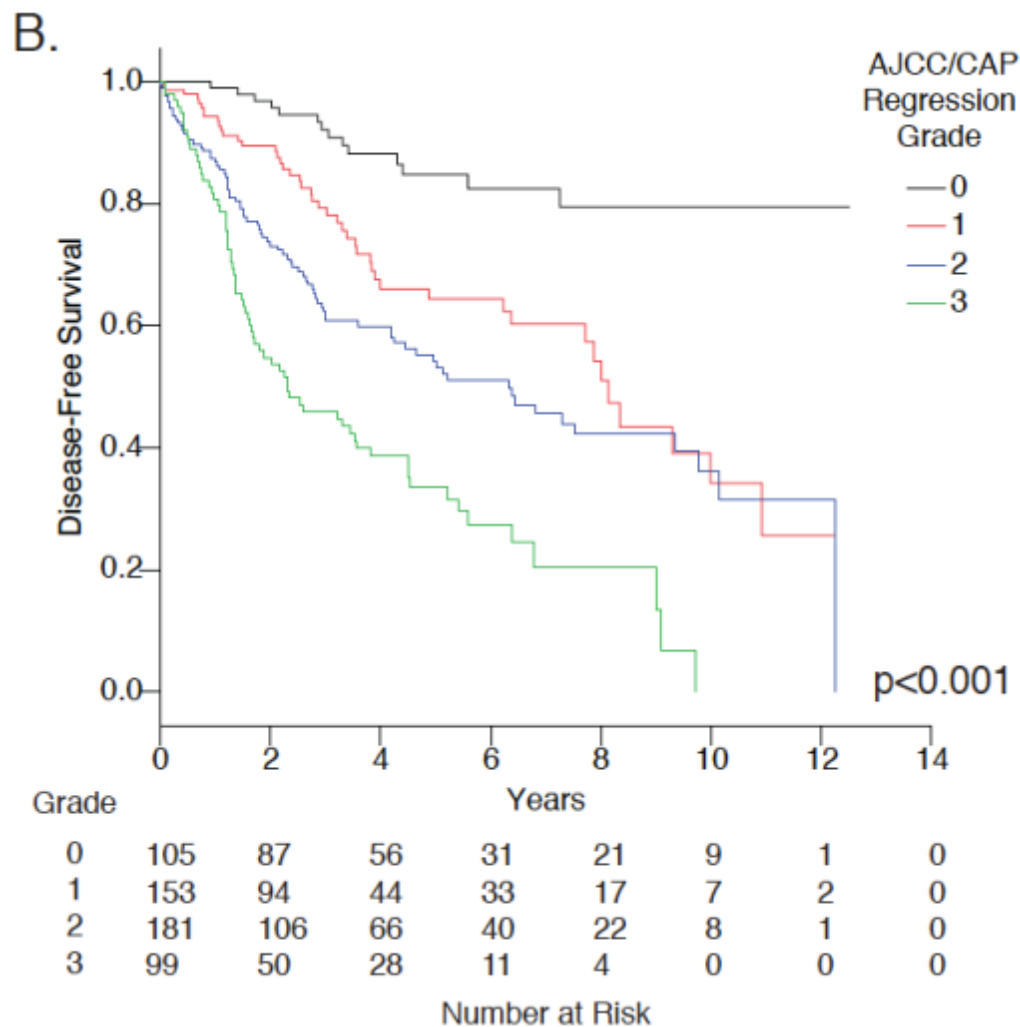 B.
AJCC/CAP
Regression
Grade
0
1
2
3
Disease-Free Survival
1.0
0.8
0.6
0.4
0.2
0.0
p<0.001
0 2 4 6 8 10 12 14
Years
Grade
0 105 87 56 31 21 9 1 0
1 153 94 44 33 17 7 2 0
2 181 106 66 40 22 8 1 0
3 99 50 28 11 4 0 0 0
Number at Risk